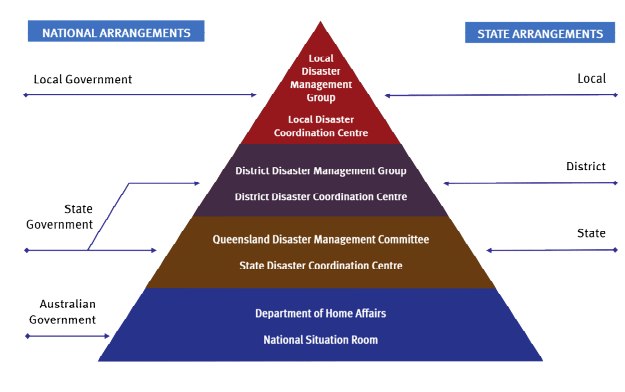 NATIONAL ARRANGEMENTS
STATE ARRANGEMENTS
Local
Disaster
Management
Group
Local Disaster
Coordination Centre
Local Government
Local
District Disaster Management Group
District Disaster Coordination Centre
District
State
Government
Queensland Disaster Management Committee
State Disaster Coordination Centre
State
Australian
Government
Department of Home Affairs
National Situation Room